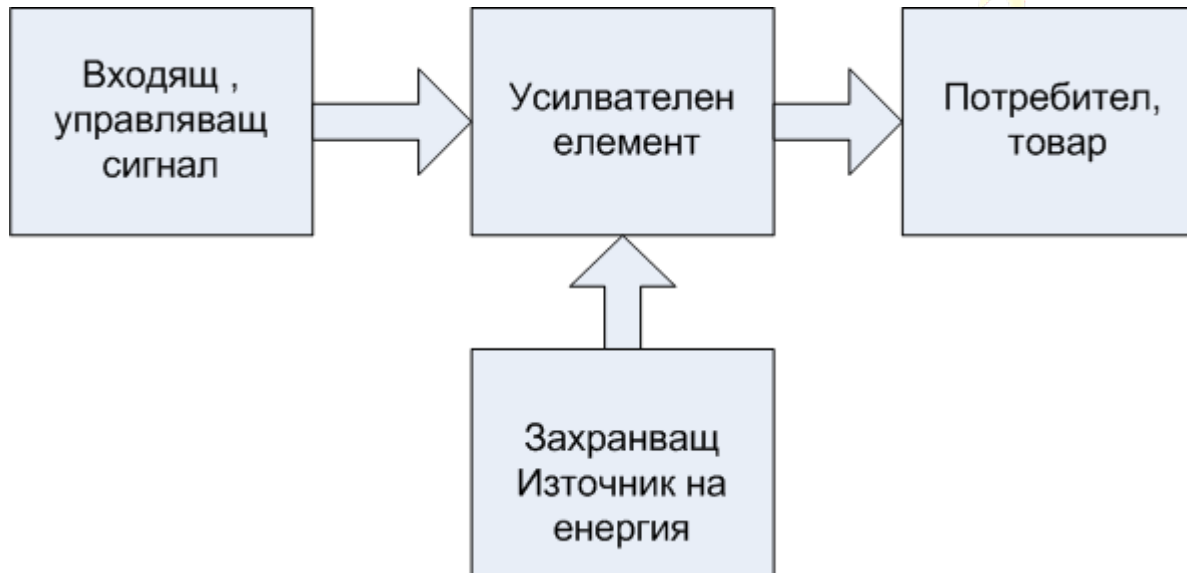 Входящ ,
управляващ
сигнал
Усилвателен
елемент
Потребител,
товар
Захранващ
Източник на
енергия